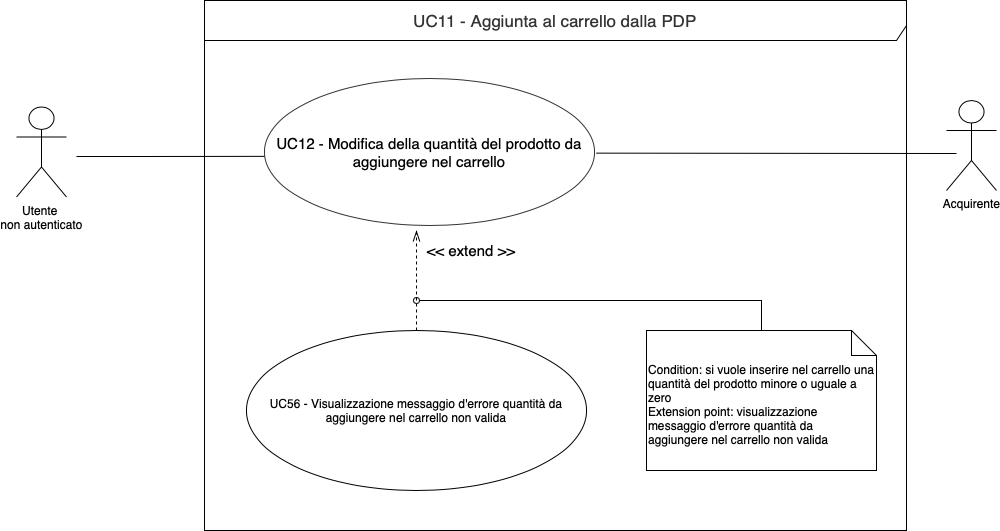 UC11 - Aggiunta al carrello dalla PDP
UC12 - Modifica della quantità del prodotto da
aggiungere nel carrello
Utente
non autenticato
Acquirente
<< extend >>
Condition: si vuole inserire nel carrello una
quantità del prodotto minore o uguale a
zero
Extension point: visualizzazione
messaggio d'errore quantità da
aggiungere nel carrello non valida
UC56 - Visualizzazione messaggio d'errore quantità da
aggiungere nel carrello non valida